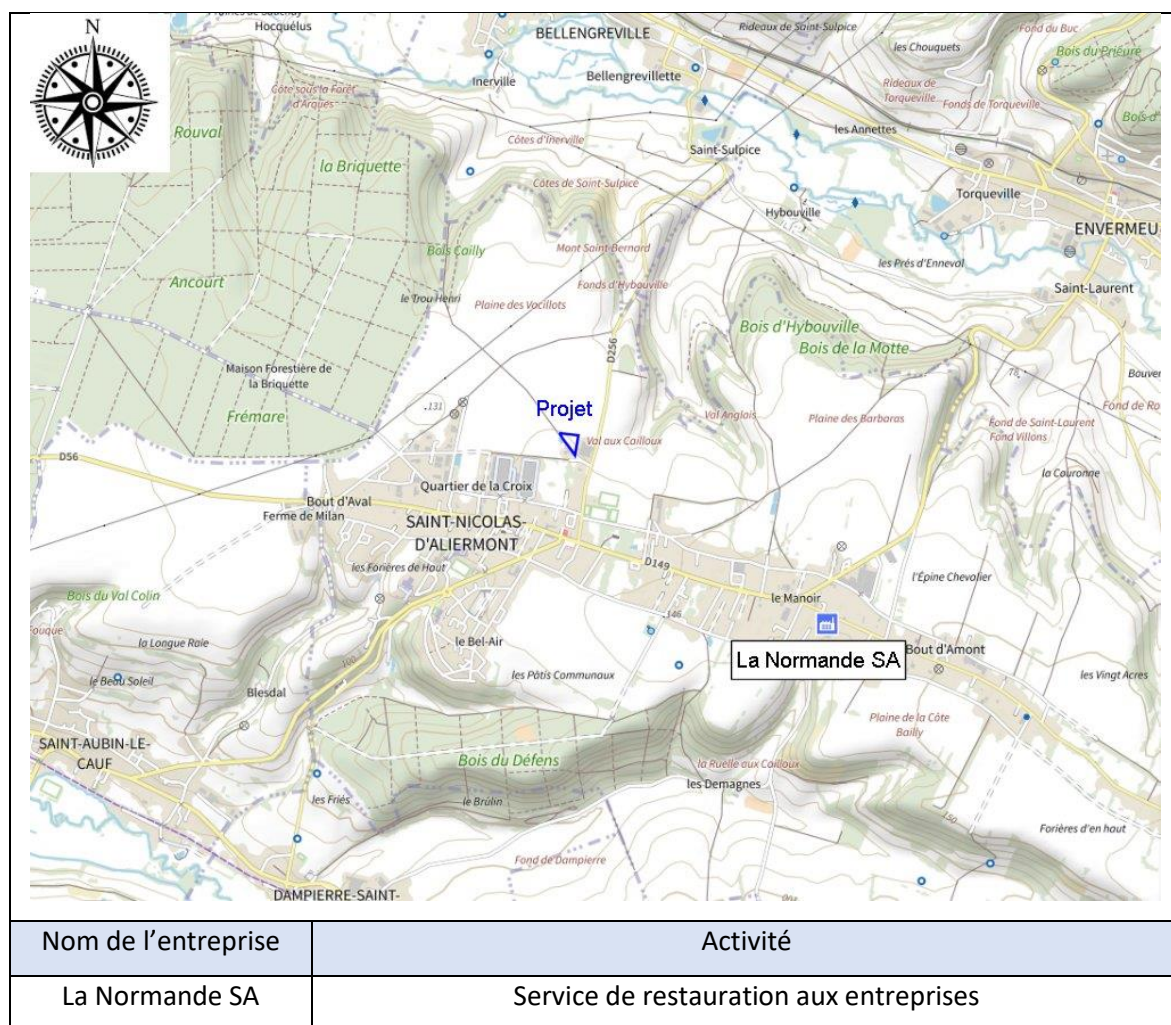 N
Hocquélus
BELLENGREVILLE
Rideaux de Saint-Sulpice
Fond du Buc
les Chouquets
Bois du Prieuré
Inerville
Bellengrevillette
Rideaux de
Torqueville
Fonds de Torqueville
Côte sous la Forêt
d'Arques
Rouval
la Briquette
Côtes d'Inerville
les Annettes
Saint-Sulpice
Côtes de Saint-Sulpice
Torqueville
Hybouville
ENVERMEU
Bois Cailly
Mont Saint-Bernard
les Prés d'Enneval
Ancourt
Fonds d'Hybouville
Saint-Laurent
le Trou Henri
Plaine des Vacillots
Bois d'Hybouville
Bois de la Motte
D256
Maison Forestière de
la Briquette
78
Frémare
131
Projet
Val Anglais
Plaine des Barbaras
Val aux Cailloux
Fond de Saint-Laurent
Fond Villons
D56
la Couronne
Quartier de la Croix
Bout d'Aval
Ferme de Milan
SAINT-NICOLAS-
D'ALIERMONT
D149
les Forières de Haut
l'Épine Chevalier
Bois du Val Colin
le Manoir
146
la Longue Raie
le Bel-Air
La Normande SA
Bout d'Amont
100
les Pâtis Communaux
les Vingt Acres
le Beau Soleil
Blesdal
Plaine de la Côte
Bailly
SAINT-AUBIN-LE-
CAUF
Bois du Défens
la Ruelle aux Cailloux
les Demagnes
les Friès
le Brûlin
150
Forières d'en haut
Fond de Dampierre
DAMPIERRE-SAINT-
Nom de l'entreprise
Activité
La Normande SA
Service de restauration aux entreprises